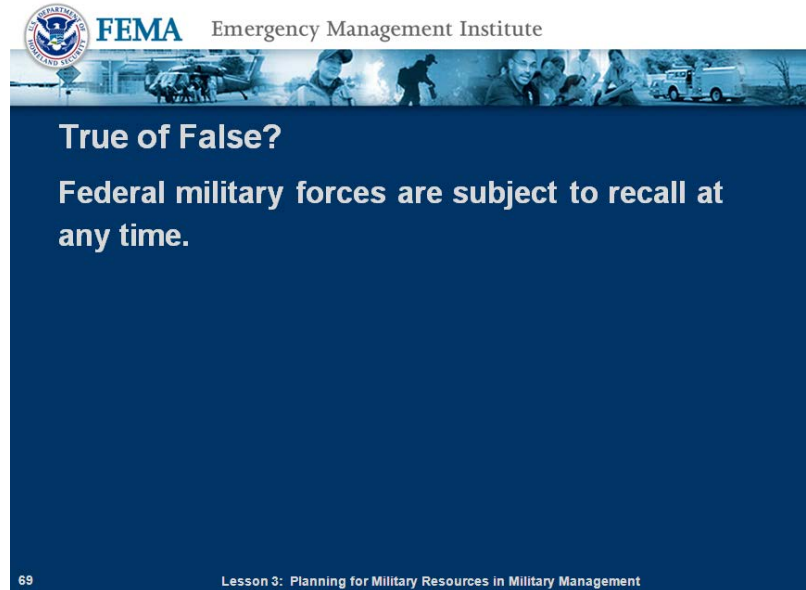 FEMA Emergency Management Institute
True of False?
Federal military forces are subject to recall at
any time.
69 Lesson 3: Planning for Military Resources in Military Management